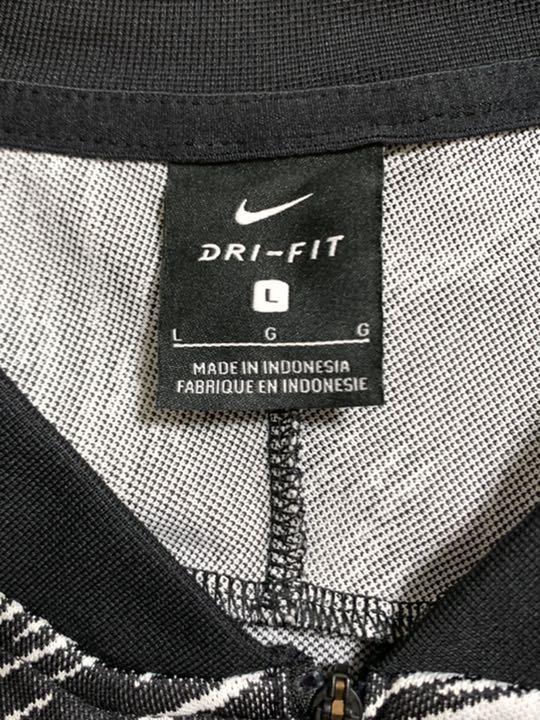 DRI-FIT
L
L G G
MADE IN INDONESIA
FABRIQUE EN INDONESIE